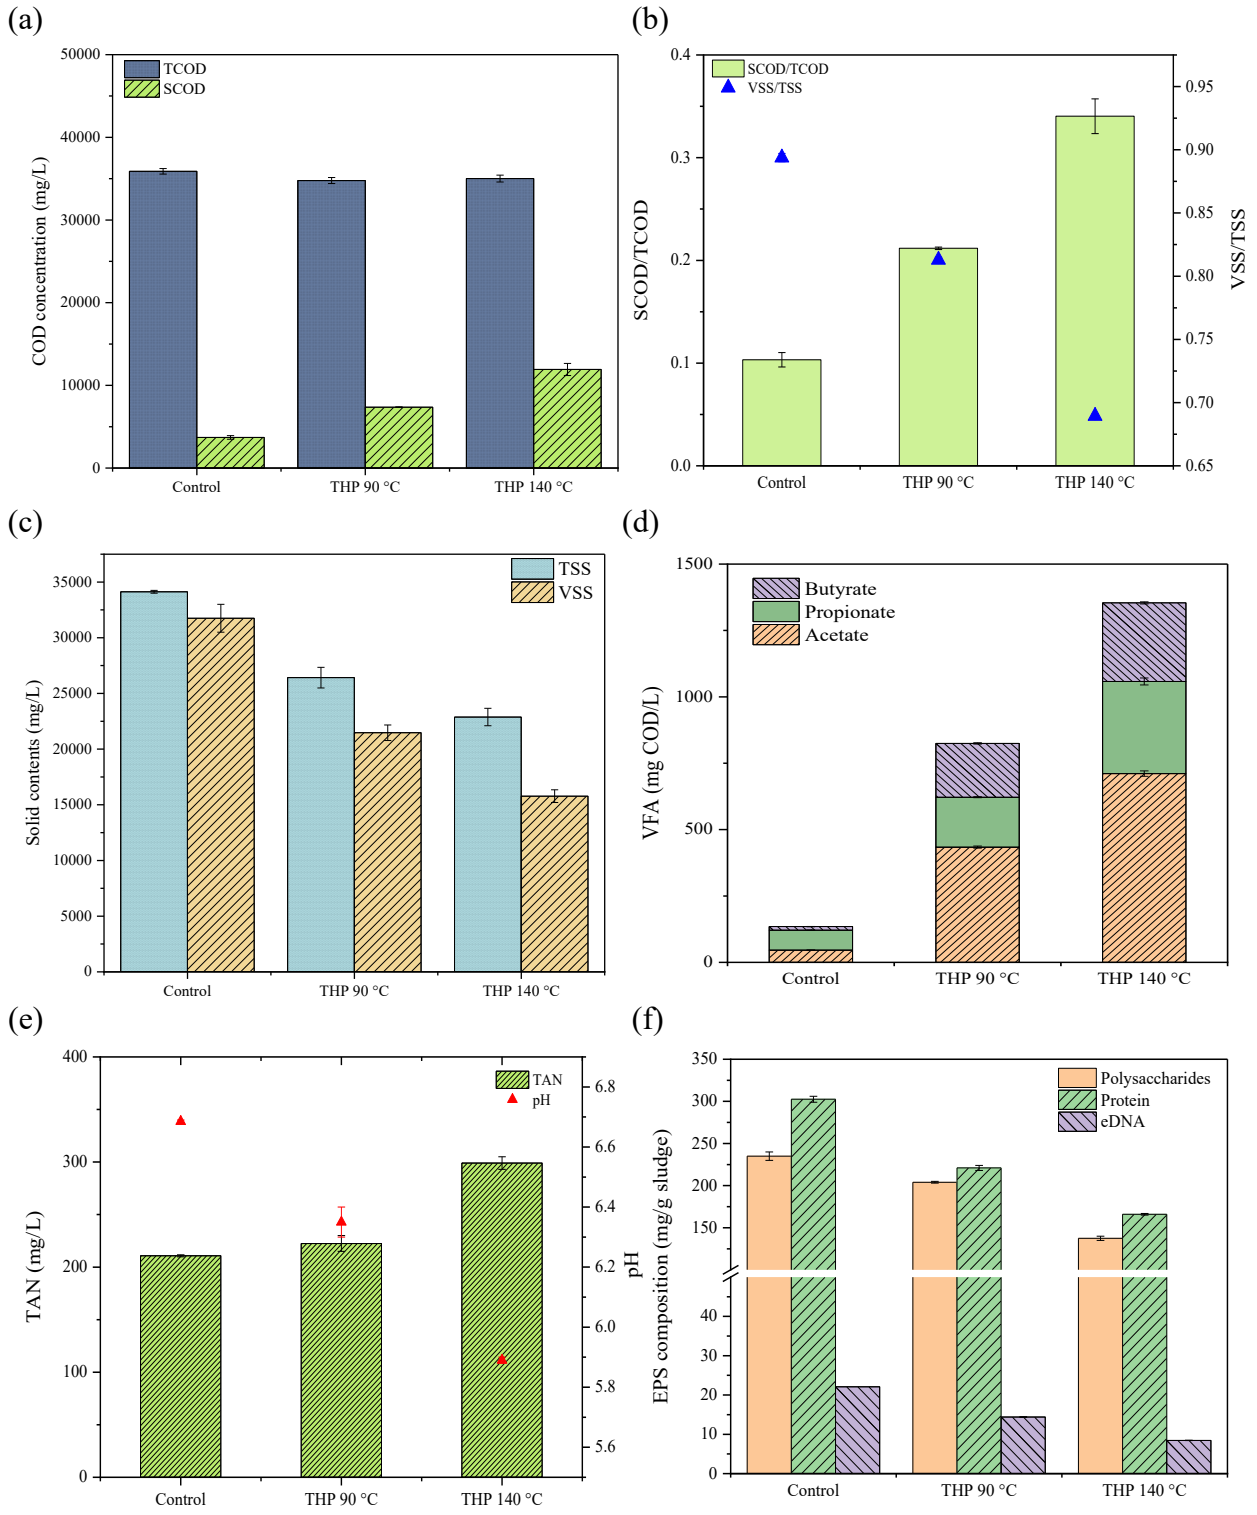 (a)
50000
40000
30000
20000
10000
0
COD concentration (mg/L)
TCOD
SCOD
Control
THP 90 °C
THP 140 °C
(b)
0.4
0.3
0.2
0.1
0.0
SCOD/TCOD
SCOD/TCOD
VSS/TSS
0.95
0.90
0.85
0.80
0.75
0.70
0.65
VSS/TSS
Control
THP 90 °C
THP 140 °C
(c)
35000
30000
25000
20000
15000
10000
5000
0
Solid contents (mg/L)
TSS
VSS
Control
THP 90 °C
THP 140 °C
(d)
1500
1000
500
0
VFA (mg COD/L)
Butyrate
Propionate
Acetate
Control
THP 90 °C
THP 140 °C
(e)
400
300
200
100
0
TAN (mg/L)
TAN
pH
6.8
6.6
6.4
6.2
6.0
5.8
5.6
pH
Control
THP 90 °C
THP 140 °C
(f)
350
300
250
200
150
40
30
20
10
0
EPS composition (mg/g sludge)
Polysaccharides
Protein
eDNA
Control
THP 90 °C
THP 140 °C